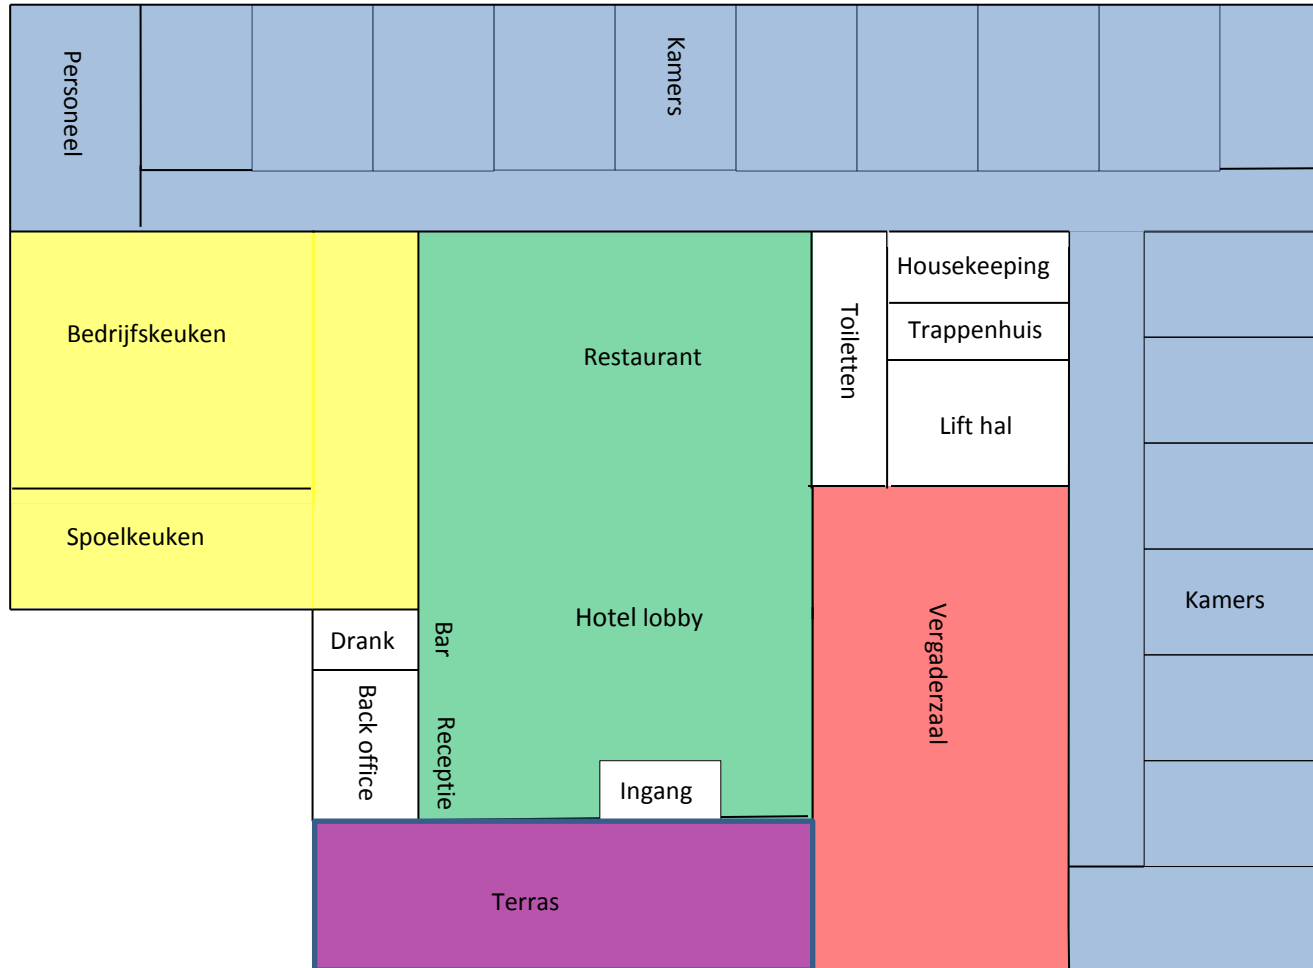 Personeel
Kamers
Housekeeping
Toiletten
Trappenhuis
Bedrijfskeuken
Restaurant
Lift hal
Spoelkeuken
Kamers
Hotel lobby
Drank
Bar
Vergaderzaal
Back office
Receptie
Ingang
Terras